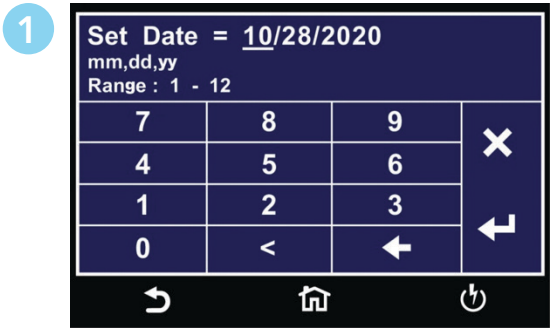 1
Set Date = 10/28/2020
mm,dd,yy
Range : 1 - 12
7 8 9
4 5 6
1 2 3
0 <